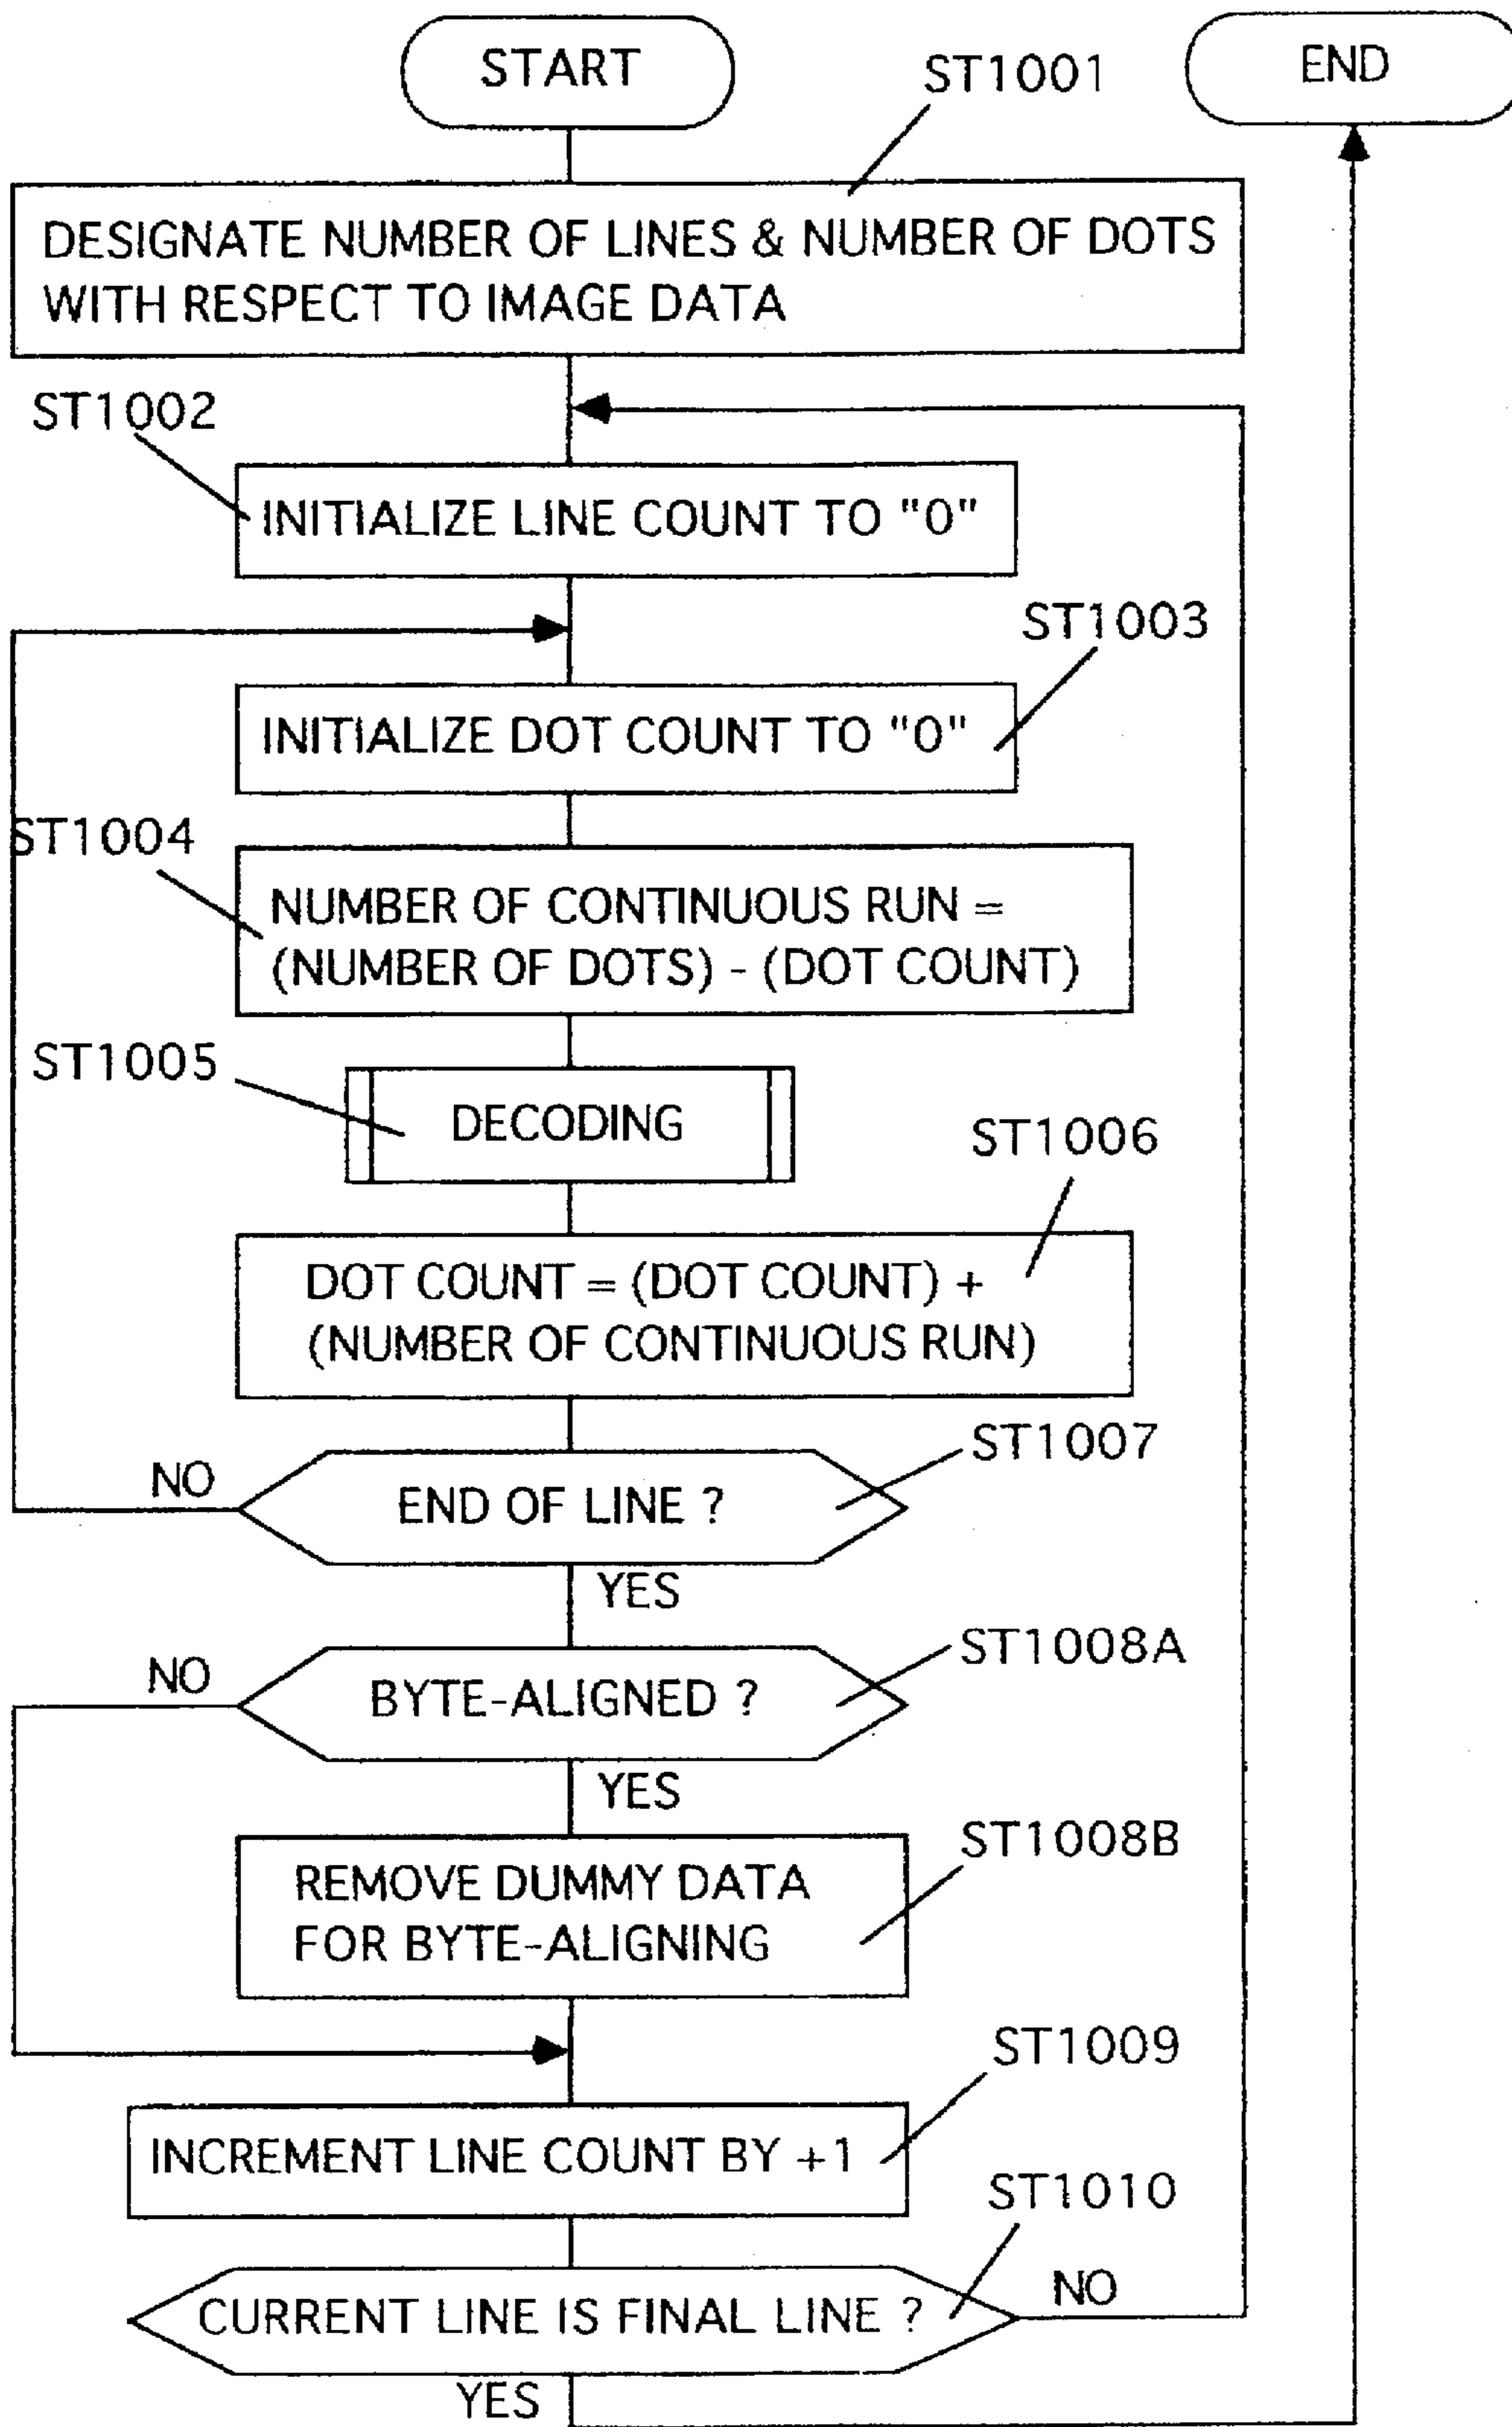 START
ST1001
END
DESIGNATE NUMBER OF LINES & NUMBER OF DOTS
WITH RESPECT TO IMAGE DATA
ST1002
INITIALIZE LINE COUNT TO "0"
ST1003
INITIALIZE DOT COUNT TO "0"
ST1004
NUMBER OF CONTINUOUS RUN =
(NUMBER OF DOTS) - (DOT COUNT)
ST1005
DECODING
ST1006
DOT COUNT = (DOT COUNT) +
(NUMBER OF CONTINUOUS RUN)
ST1007
NO
END OF LINE ?
YES
ST1008A
NO
BYTE-ALIGNED ?
YES
ST1008B
REMOVE DUMMY DATA
FOR BYTE-ALIGNING
ST1009
INCREMENT LINE COUNT BY +1
ST1010
CURRENT LINE IS FINAL LINE ?
NO
YES